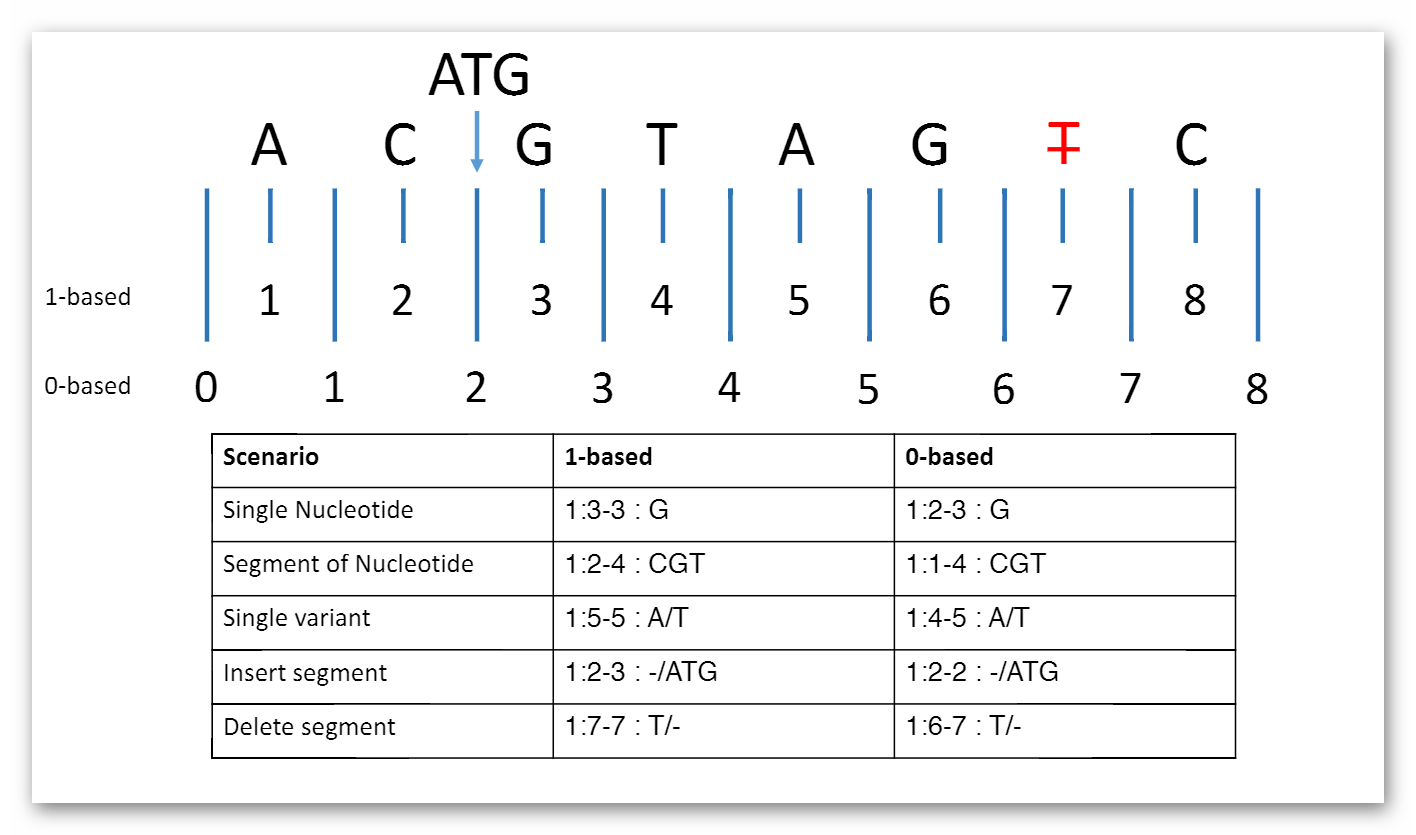 ATG
A C G T A G T C
1-based 1 2 3 4 5 6 7 8
0-based 0 1 2 3 4 5 6 7 8
Scenario 1-based 0-based
Single Nucleotide 1:3-3 : G 1:2-3 : G
Segment of Nucleotide 1:2-4 : CGT 1:1-4 : CGT
Single variant 1:5-5 : A/T 1:4-5 : A/T
Insert segment 1:2-3 : -/ATG 1:2-2 : -/ATG
Delete segment 1:7-7 : T/- 1:6-7 : T/-